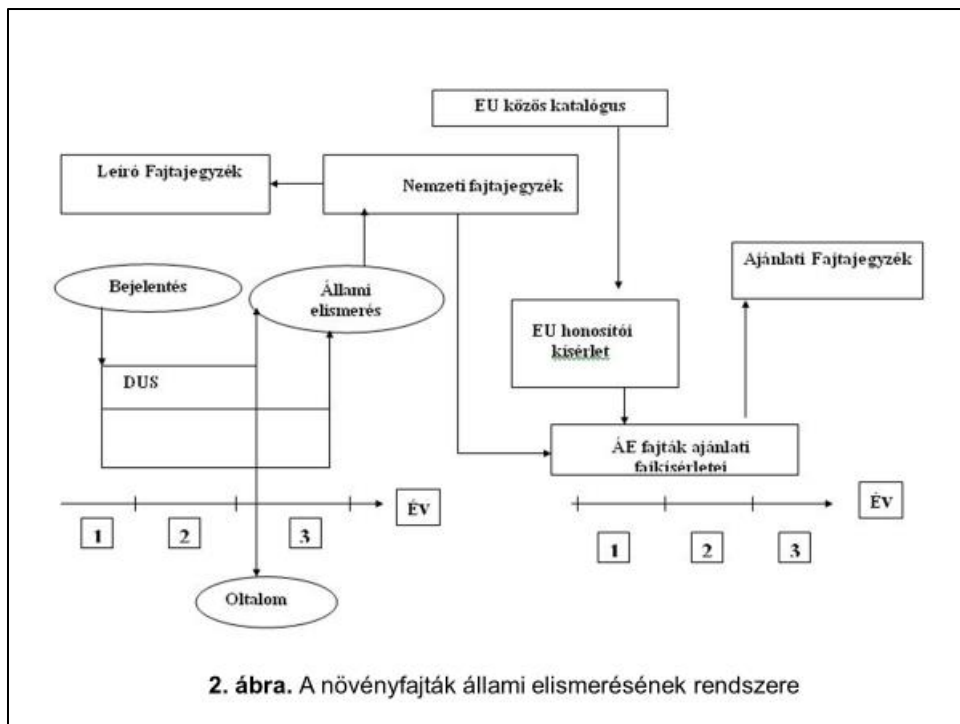 EU közös katalógus
Leíró Fajtajegyzék
Nemzeti fajtajegyzék
Ajánlati Fajtajegyzék
Bejelentés
Állami
elismerés
EU honosítói
kísérlet
DUS
ÁE fajták ajánlati
fajkísérletei
ÉV
1
2
3
ÉV
1
2
3
Oltalom
2. ábra. A növényfajták állami elismerésének rendszere